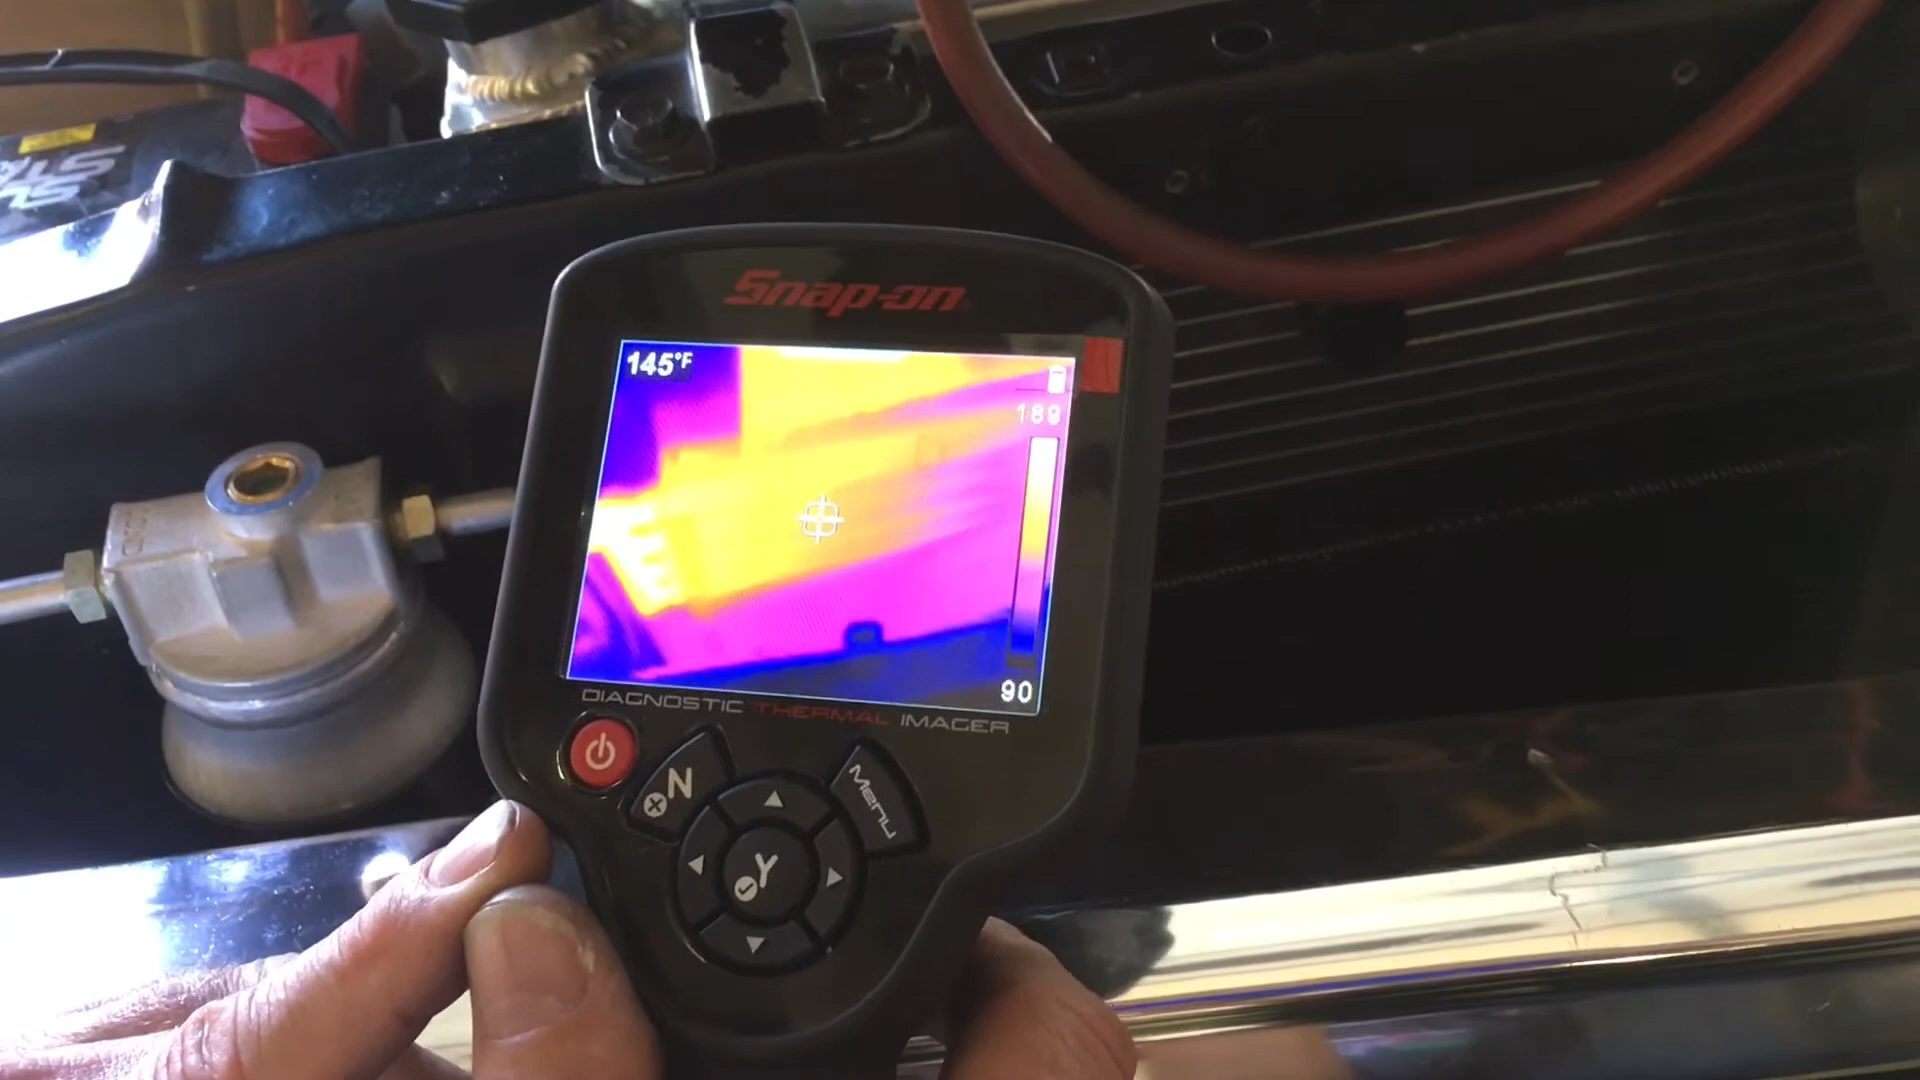 Snap-on
145°F
189
90
DIAGNOSTIC THERMAL IMAGER
N
Menu
Y